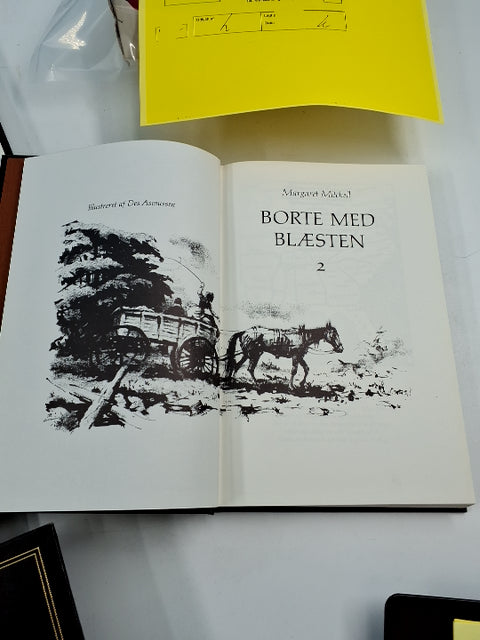 Illustreret af Des Asmussen
Margaret Mitchell
BORTE MED
BLÆSTEN
2